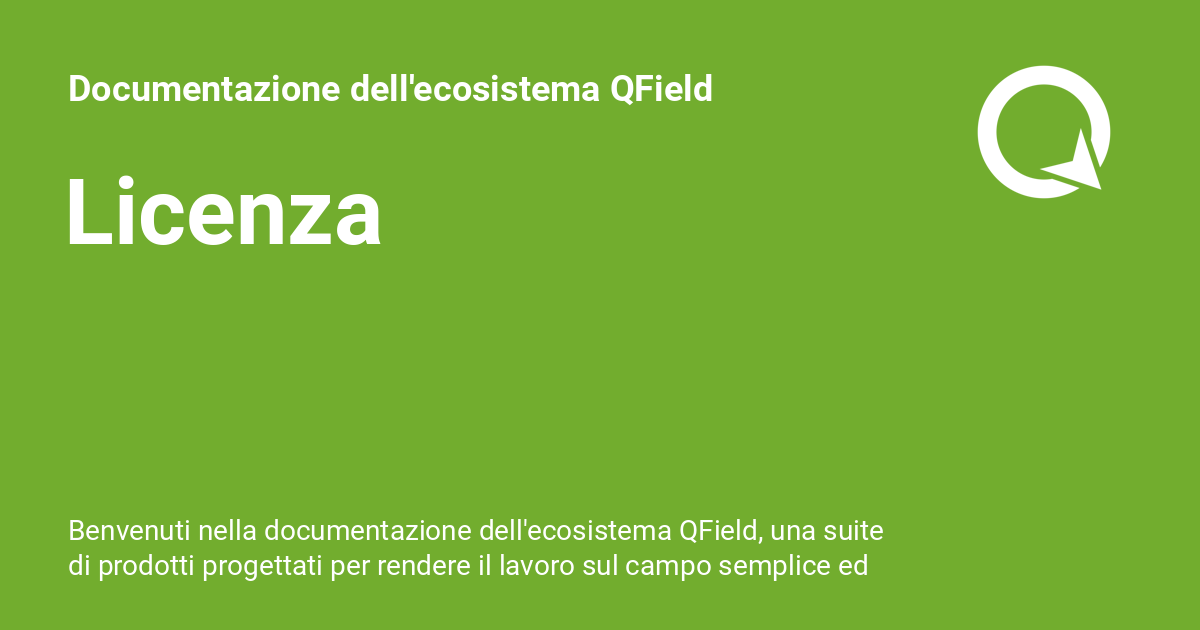 Documentazione dell'ecosistema QField
Licenza
Benvenuti nella documentazione dell'ecosistema QField, una suite
di prodotti progettati per rendere il lavoro sul campo semplice ed